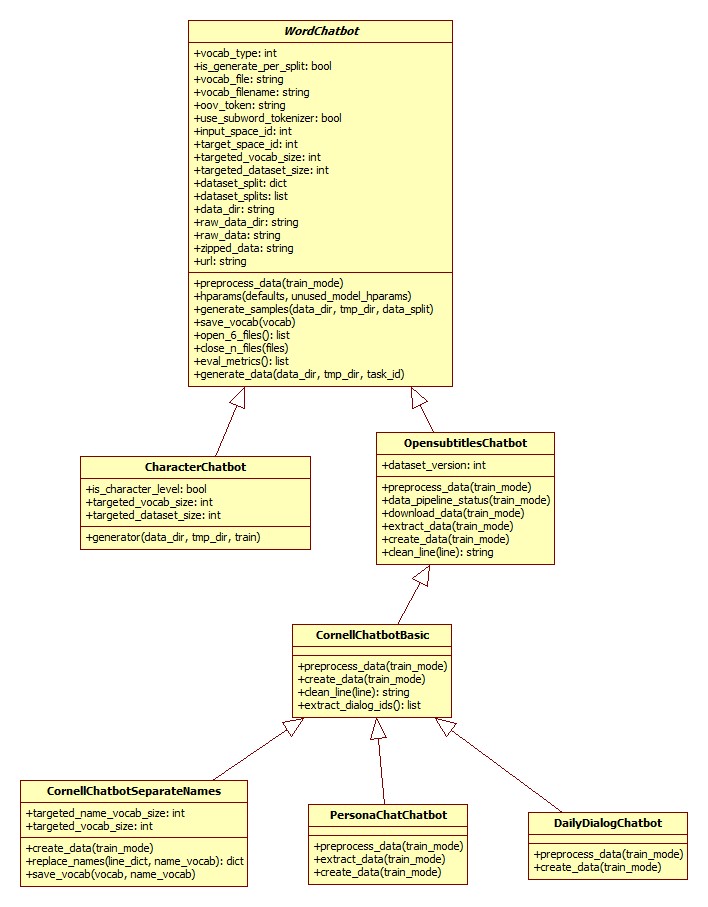 WordChatbot
+vocab_type: int
+is_generate_per_split: bool
+vocab_file: string
+vocab_filename: string
+oov_token: string
+use_subword_tokenizer: bool
+input_space_id: int
+target_space_id: int
+targeted_vocab_size: int
+targeted_dataset_size: int
+dataset_split: dict
+dataset_splits: list
+data_dir: string
+raw_data_dir: string
+raw_data: string
+zipped_data: string
+url: string
+preprocess_data(train_mode)
+hparams(defaults, unused_model_hparams)
+generate_samples(data_dir, tmp_dir, data_split)
+save_vocab(vocab)
+open_6_files(): list
+close_n_files(files)
+eval_metrics(): list
+generate_data(data_dir, tmp_dir, task_id)
CharacterChatbot
+is_character_level: bool
+targeted_vocab_size: int
+targeted_dataset_size: int
+generator(data_dir, tmp_dir, train)
OpensubtitlesChatbot
+dataset_version: int
+preprocess_data(train_mode)
+data_pipeline_status(train_mode)
+download_data(train_mode)
+extract_data(train_mode)
+create_data(train_mode)
+clean_line(line): string
CornellChatbotBasic
+preprocess_data(train_mode)
+create_data(train_mode)
+clean_line(line): string
+extract_dialog_ids(): list
CornellChatbotSeparateNames
+targeted_name_vocab_size: int
+targeted_vocab_size: int
+create_data(train_mode)
+replace_names(line_dict, name_vocab): dict
+save_vocab(vocab, name_vocab)
PersonaChatChatbot
+preprocess_data(train_mode)
+extract_data(train_mode)
+create_data(train_mode)
DailyDialogChatbot
+preprocess_data(train_mode)
+create_data(train_mode)